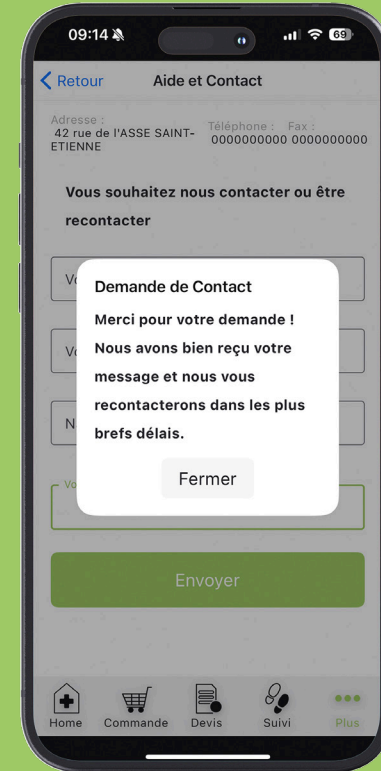 09:14
69
Retour
Aide et Contact
Adresse :
42 rue de l'ASSE SAINT-
ETIENNE
Téléphone :
0000000000
Fax :
0000000000
Vous souhaitez nous contacter ou être
recontacter
Demande de Contact
Merci pour votre demande !
Nous avons bien reçu votre
message et nous vous
recontacterons dans les plus
brefs délais.
Fermer
Envoyer
Home
Commande
Devis
Suivi
Plus